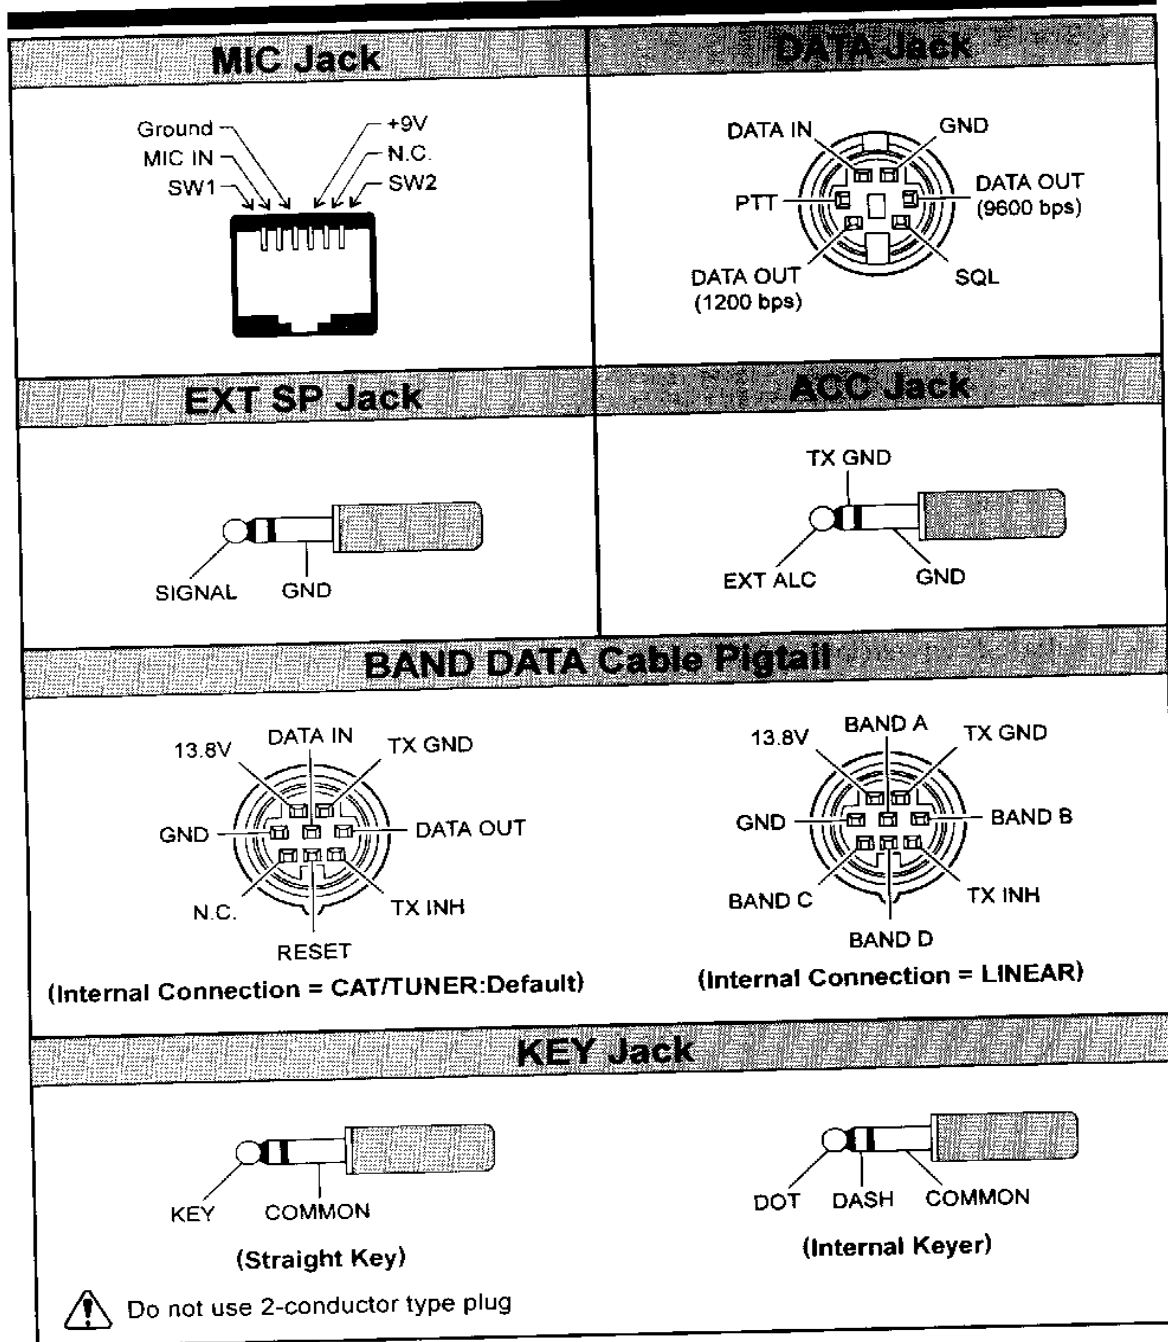 MIC Jack
DATA Jack
Ground
+9V
MIC IN
N.C.
SW1
SW2
DATA IN
GND
PTT
DATA OUT
(9600 bps)
DATA OUT
(1200 bps)
SQL
EXT SP Jack
ACC Jack
SIGNAL
GND
TX GND
EXT ALC
GND
BAND DATA Cable Pigtail
13.8V
DATA IN
TX GND
GND
DATA OUT
N.C.
TX INH
RESET
(Internal Connection = CAT/TUNER:Default)
13.8V
BAND A
TX GND
GND
BAND B
BAND C
TX INH
BAND D
(Internal Connection = LINEAR)
KEY Jack
KEY
COMMON
(Straight Key)
DOT
DASH
COMMON
(Internal Keyer)
Do not use 2-conductor type plug